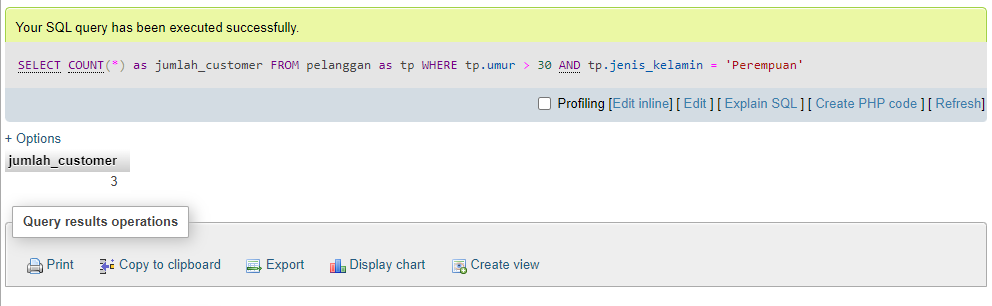 Your SQL query has been executed successfully.
SELECT COUNT(*) as jumlah_customer FROM pelanggan as tp WHERE tp.umur > 30 AND tp.jenis_kelamin = 'Perempuan'
Profiling [Edit inline] [ Edit ] [ Explain SQL ] [ Create PHP code ] [ Refresh]
+ Options
jumlah_customer
3
Query results operations
Print Copy to clipboard Export Display chart Create view